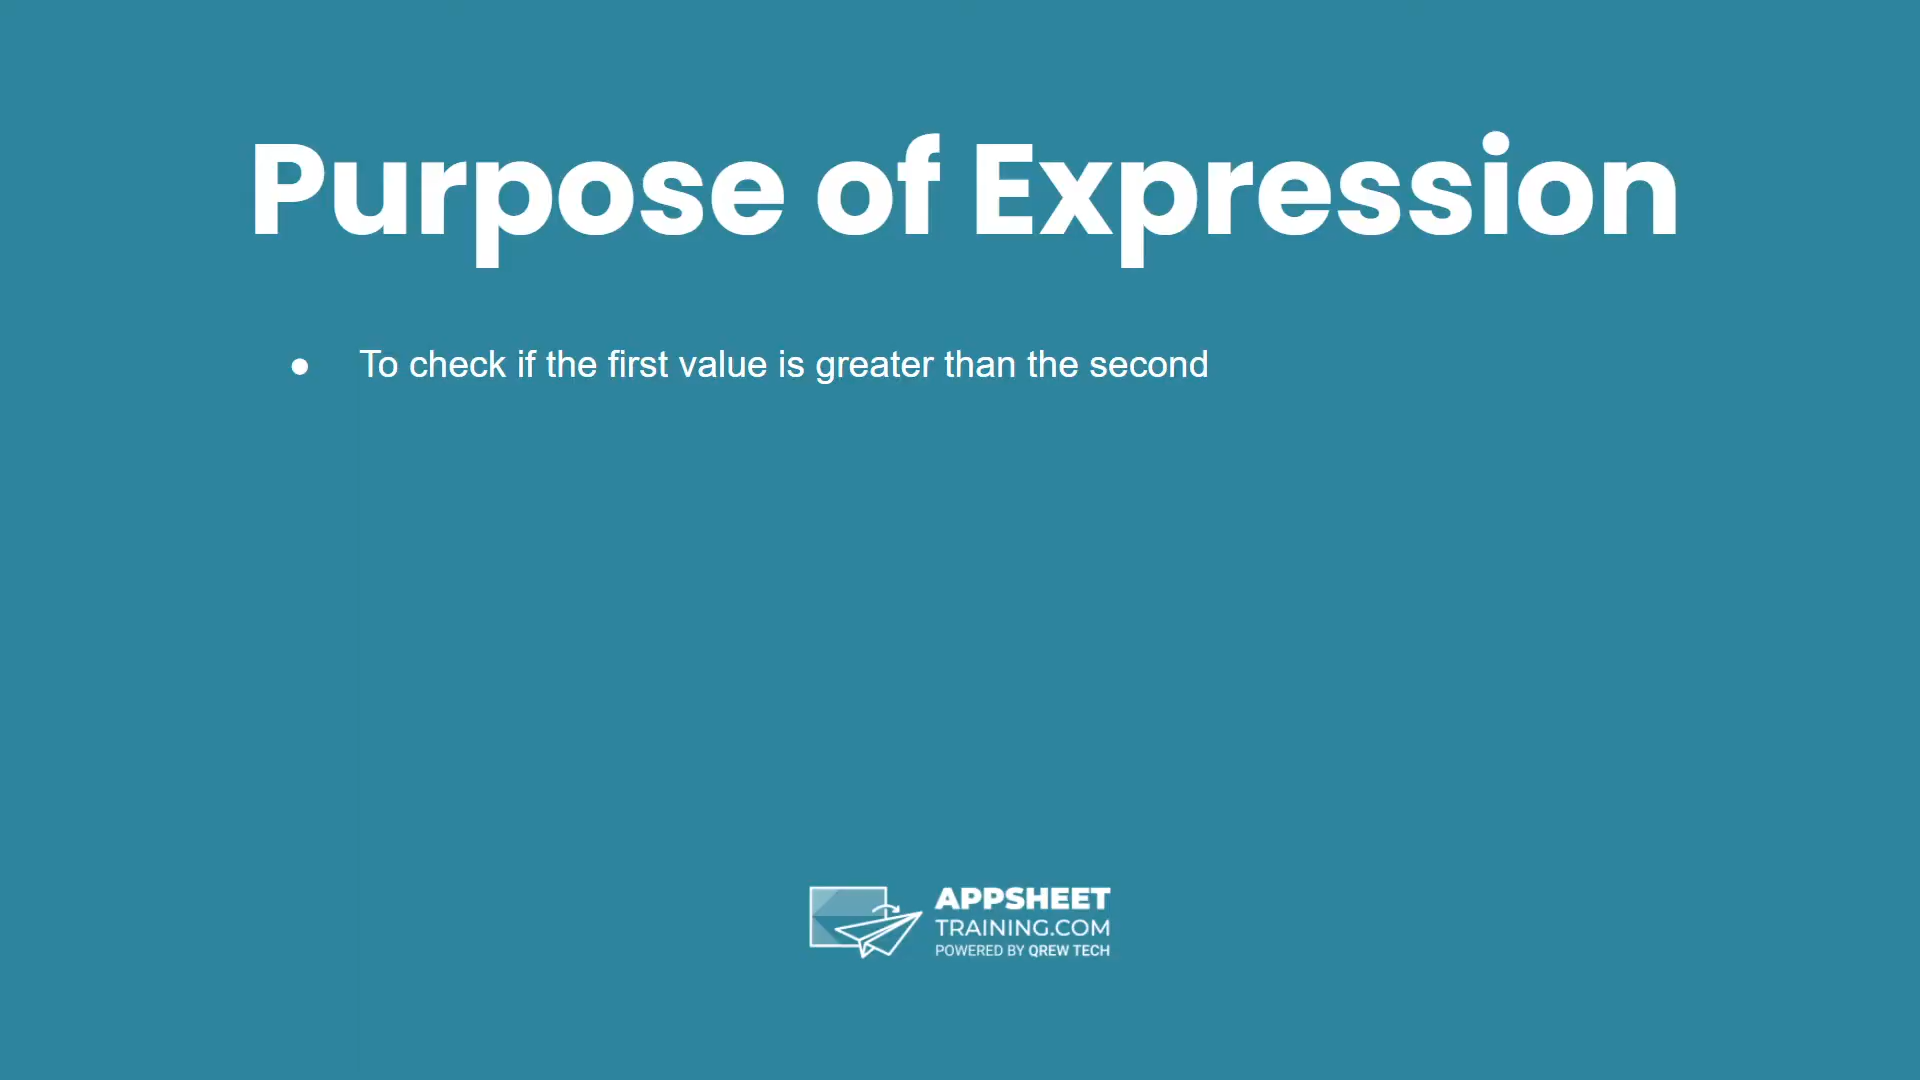 Purpose of Expression
● To check if the first value is greater than the second
APPSHEET
TRAINING.COM
POWERED BY QREW TECH